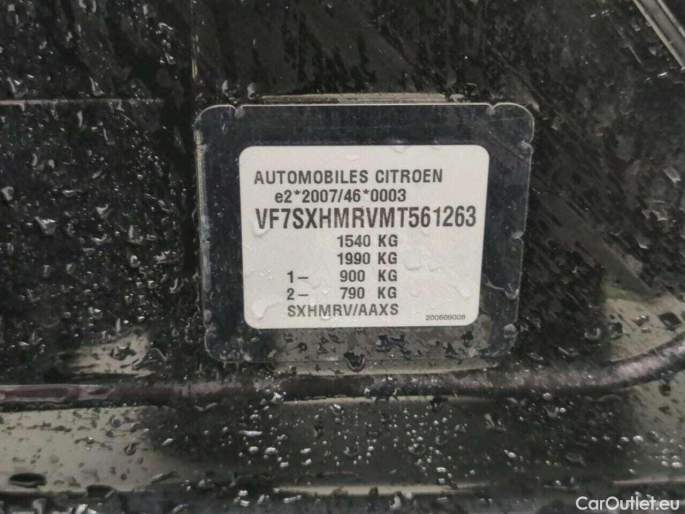 AUTOMOBILES CITROEN
e2*2007/46*0003
VF7SXHMRVMT561263
1540 KG
1990 KG
1– 900 KG
2– 790 KG
SXHMRV/AAXS
200609008
CarOutlet.eu